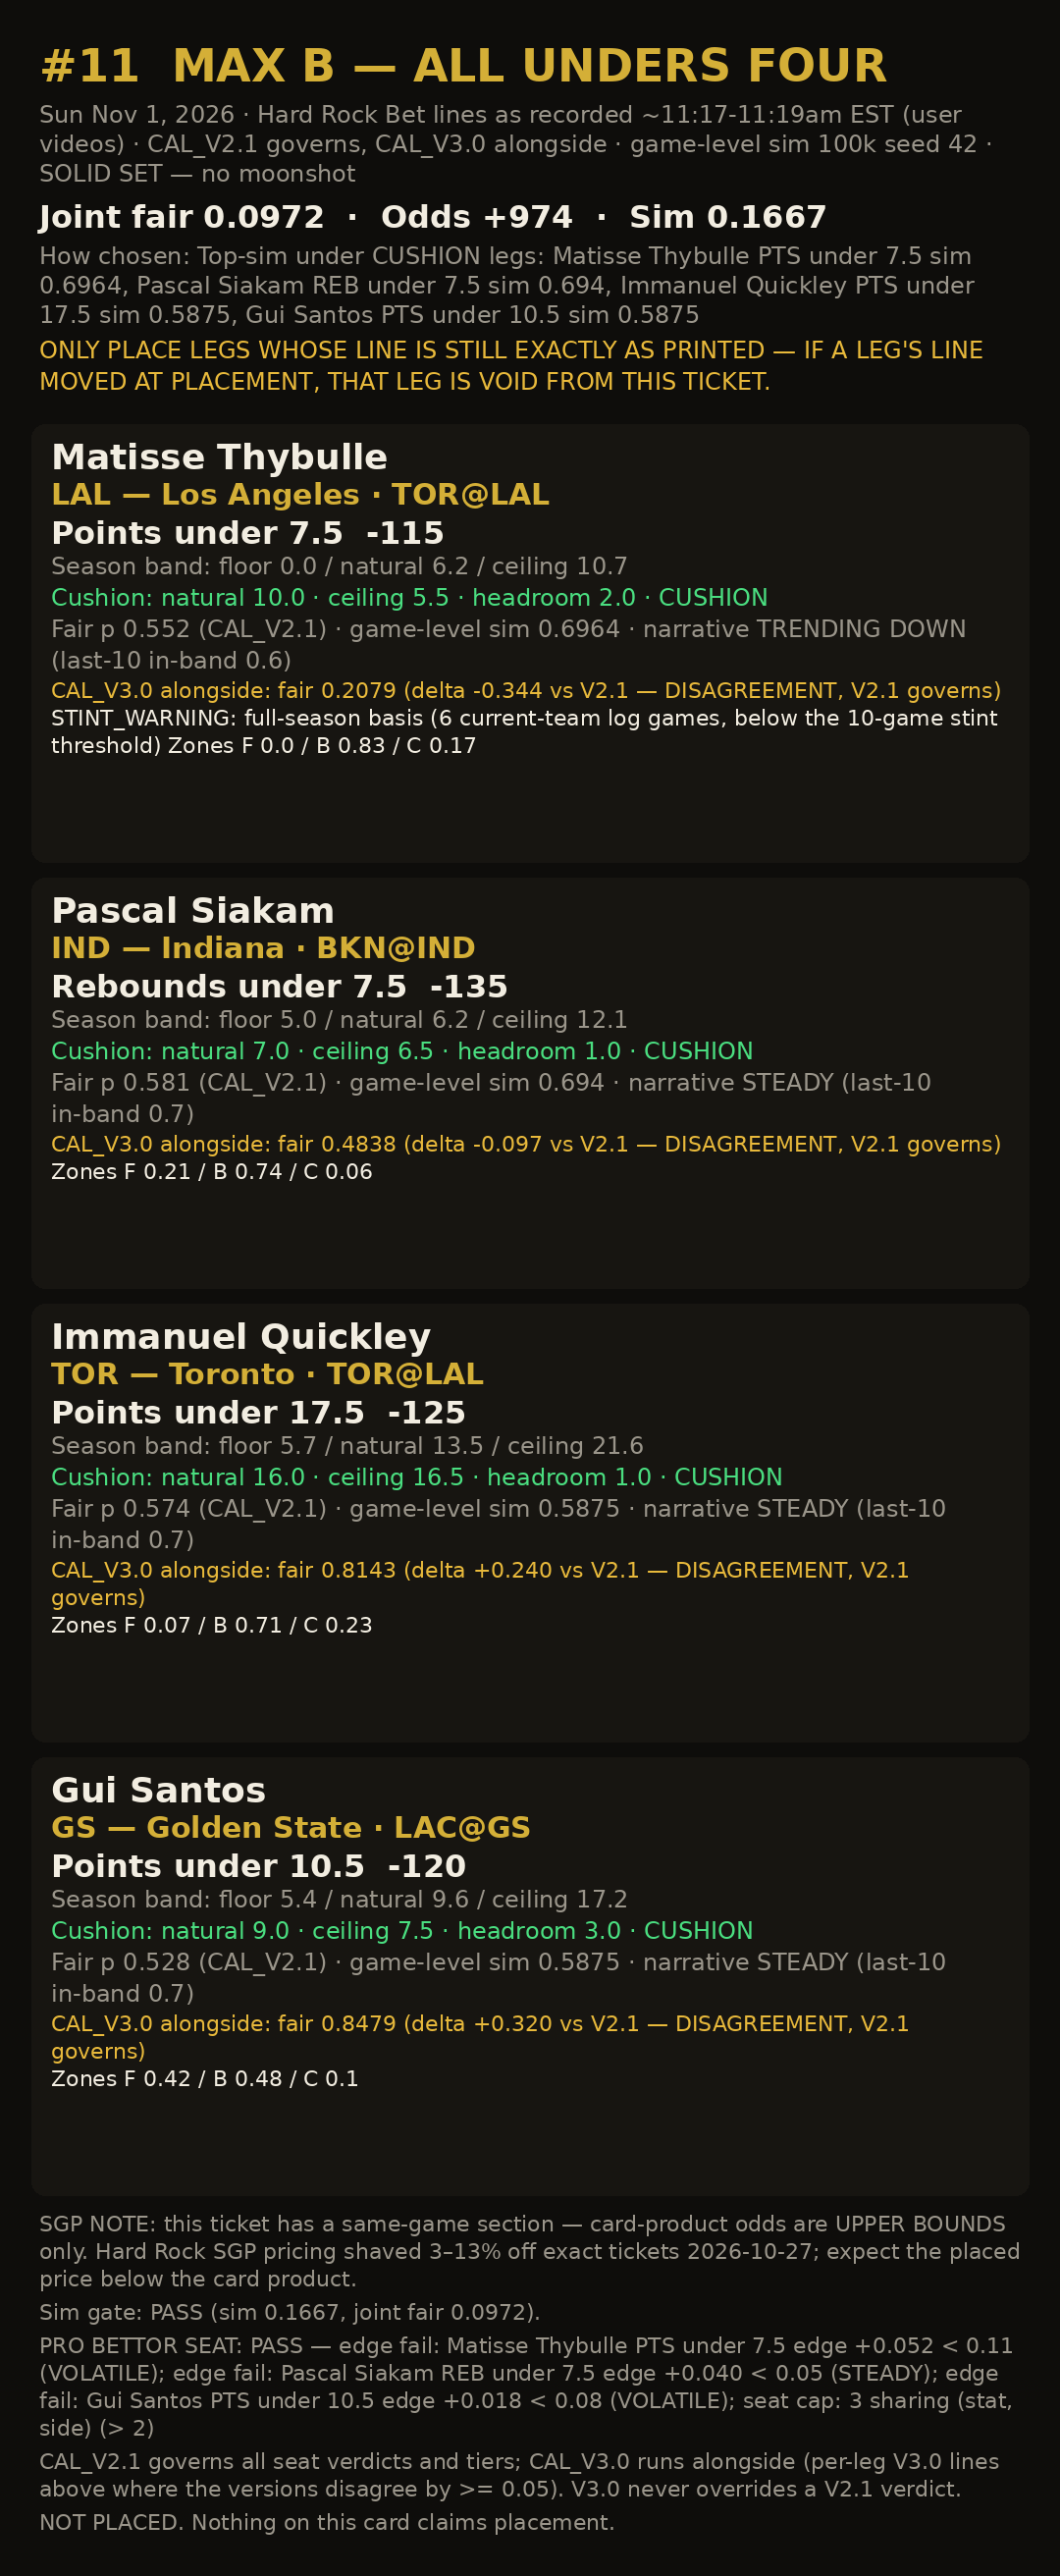 #11 MAX B — ALL UNDERS FOUR
Sun Nov 1, 2026 · Hard Rock Bet lines as recorded ~11:17-11:19am EST (user
videos) · CAL_V2.1 governs, CAL_V3.0 alongside · game-level sim 100k seed 42 ·
SOLID SET — no moonshot
Joint fair 0.0972 · Odds +974 · Sim 0.1667
How chosen: Top-sim under CUSHION legs: Matisse Thybulle PTS under 7.5 sim
0.6964, Pascal Siakam REB under 7.5 sim 0.694, Immanuel Quickley PTS under
17.5 sim 0.5875, Gui Santos PTS under 10.5 sim 0.5875
ONLY PLACE LEGS WHOSE LINE IS STILL EXACTLY AS PRINTED — IF A LEG'S LINE
MOVED AT PLACEMENT, THAT LEG IS VOID FROM THIS TICKET.
Matisse Thybulle
LAL — Los Angeles · TOR@LAL
Points under 7.5 -115
Season band: floor 0.0 / natural 6.2 / ceiling 10.7
Cushion: natural 10.0 · ceiling 5.5 · headroom 2.0 · CUSHION
Fair p 0.552 (CAL_V2.1) · game-level sim 0.6964 · narrative TRENDING DOWN
(last-10 in-band 0.6)
CAL_V3.0 alongside: fair 0.2079 (delta -0.344 vs V2.1 — DISAGREEMENT, V2.1 governs)
STINT_WARNING: full-season basis (6 current-team log games, below the 10-game stint
threshold) Zones F 0.0 / B 0.83 / C 0.17
Pascal Siakam
IND — Indiana · BKN@IND
Rebounds under 7.5 -135
Season band: floor 5.0 / natural 6.2 / ceiling 12.1
Cushion: natural 7.0 · ceiling 6.5 · headroom 1.0 · CUSHION
Fair p 0.581 (CAL_V2.1) · game-level sim 0.694 · narrative STEADY (last-10
in-band 0.7)
CAL_V3.0 alongside: fair 0.4838 (delta -0.097 vs V2.1 — DISAGREEMENT, V2.1 governs)
Zones F 0.21 / B 0.74 / C 0.06
Immanuel Quickley
TOR — Toronto · TOR@LAL
Points under 17.5 -125
Season band: floor 5.7 / natural 13.5 / ceiling 21.6
Cushion: natural 16.0 · ceiling 16.5 · headroom 1.0 · CUSHION
Fair p 0.574 (CAL_V2.1) · game-level sim 0.5875 · narrative STEADY (last-10
in-band 0.7)
CAL_V3.0 alongside: fair 0.8143 (delta +0.240 vs V2.1 — DISAGREEMENT, V2.1
governs)
Zones F 0.07 / B 0.71 / C 0.23
Gui Santos
GS — Golden State · LAC@GS
Points under 10.5 -120
Season band: floor 5.4 / natural 9.6 / ceiling 17.2
Cushion: natural 9.0 · ceiling 7.5 · headroom 3.0 · CUSHION
Fair p 0.528 (CAL_V2.1) · game-level sim 0.5875 · narrative STEADY (last-10
in-band 0.7)
CAL_V3.0 alongside: fair 0.8479 (delta +0.320 vs V2.1 — DISAGREEMENT, V2.1
governs)
Zones F 0.42 / B 0.48 / C 0.1
SGP NOTE: this ticket has a same-game section — card-product odds are UPPER BOUNDS
only. Hard Rock SGP pricing shaved 3–13% off exact tickets 2026-10-27; expect the placed
price below the card product.
Sim gate: PASS (sim 0.1667, joint fair 0.0972).
PRO BETTOR SEAT: PASS — edge fail: Matisse Thybulle PTS under 7.5 edge +0.052 < 0.11
(VOLATILE); edge fail: Pascal Siakam REB under 7.5 edge +0.040 < 0.05 (STEADY); edge
fail: Gui Santos PTS under 10.5 edge +0.018 < 0.08 (VOLATILE); seat cap: 3 sharing (stat,
side) (> 2)
CAL_V2.1 governs all seat verdicts and tiers; CAL_V3.0 runs alongside (per-leg V3.0 lines
above where the versions disagree by >= 0.05). V3.0 never overrides a V2.1 verdict.
NOT PLACED. Nothing on this card claims placement.